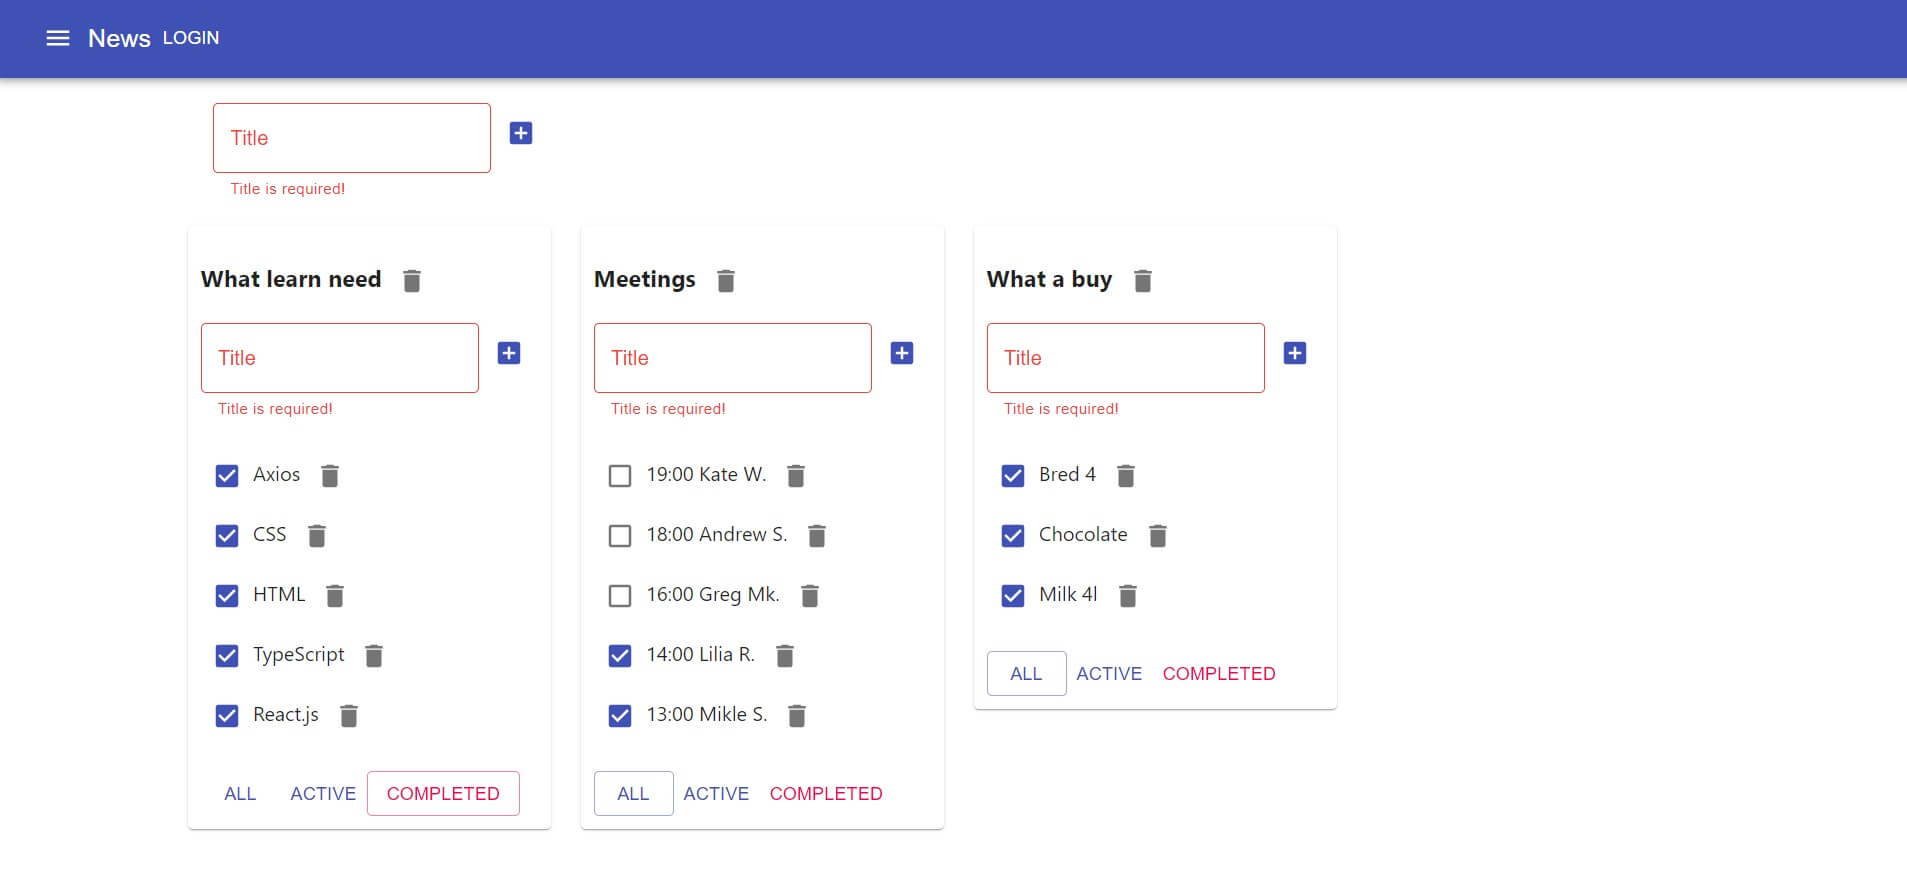 News LOGIN
Title
Title is required!
What learn need
Title
Title is required!
Axios
CSS
HTML
TypeScript
React.js
ALL ACTIVE COMPLETED
Meetings
Title
Title is required!
19:00 Kate W.
18:00 Andrew S.
16:00 Greg Mk.
14:00 Lilia R.
13:00 Mikle S.
ALL ACTIVE COMPLETED
What a buy
Title
Title is required!
Bred 4
Chocolate
Milk 4l
ALL ACTIVE COMPLETED